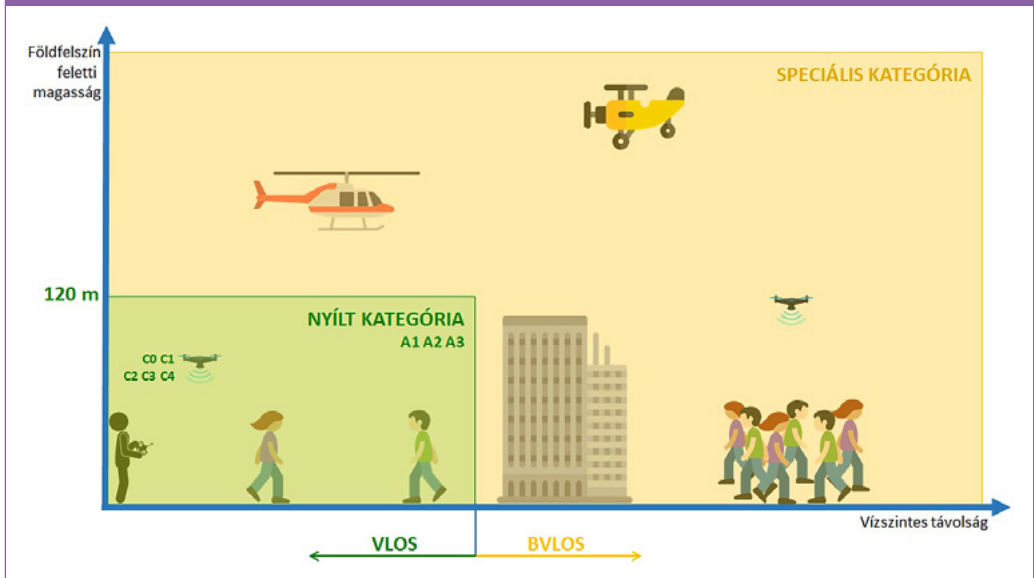 Földfelszín
feletti
magasság
SPECIÁLIS KATEGÓRIA
120 m
NYÍLT KATEGÓRIA
A1 A2 A3
C0 C1
C2 C3 C4
Vízszintes távolság
VLOS
BVLOS